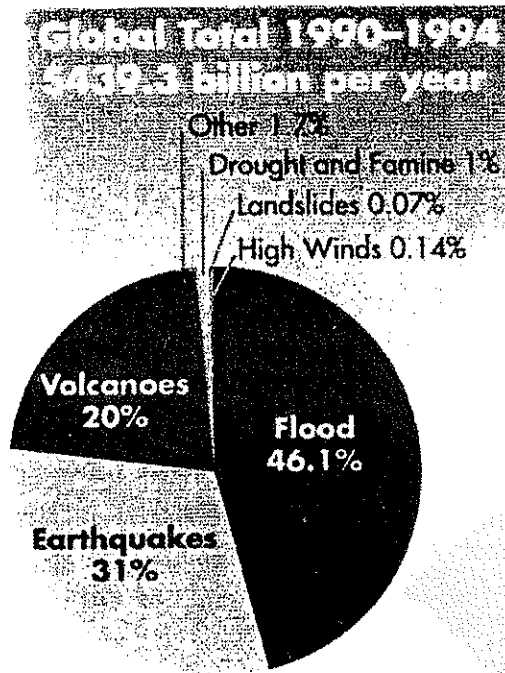 Global Total 1990–1994
$439.3 billion per year
Other 1.7%
Drought and Famine 1%
Landslides 0.07%
High Winds 0.14%
Volcanoes
20%
Flood
46.1%
Earthquakes
31%